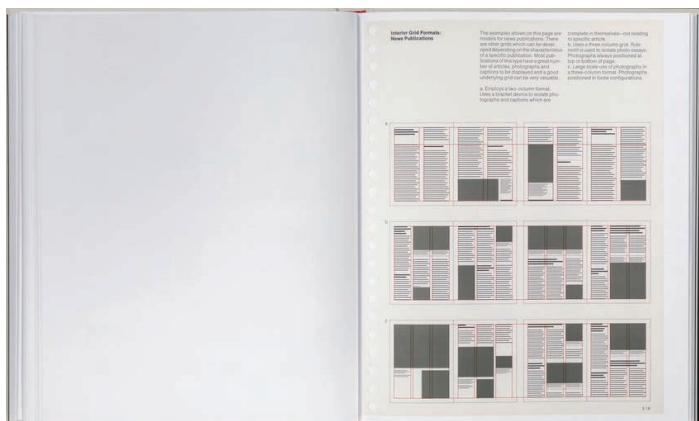 Interior Grid Formats:
News Publications
The examples shown on this page are
models for news publications. There
are other grids which can be devel-
oped depending on the characteristics
of a specific publication. Most pub-
lications of this type have a great num-
ber of articles, photographs and
captions to be displayed and a good
underlying grid can be very valuable.
a. Employs a two-column format.
Uses a bracket device to isolate pho-
tographs and captions which are
complete in themselves—not relating
to specific article.
b. Uses a three column grid. Rule
motif is used to isolate photo essays.
Photographs always positioned at
top or bottom of page.
c. Large scale use of photographs in
a three-column format. Photographs
positioned in loose configurations.
a
b
c